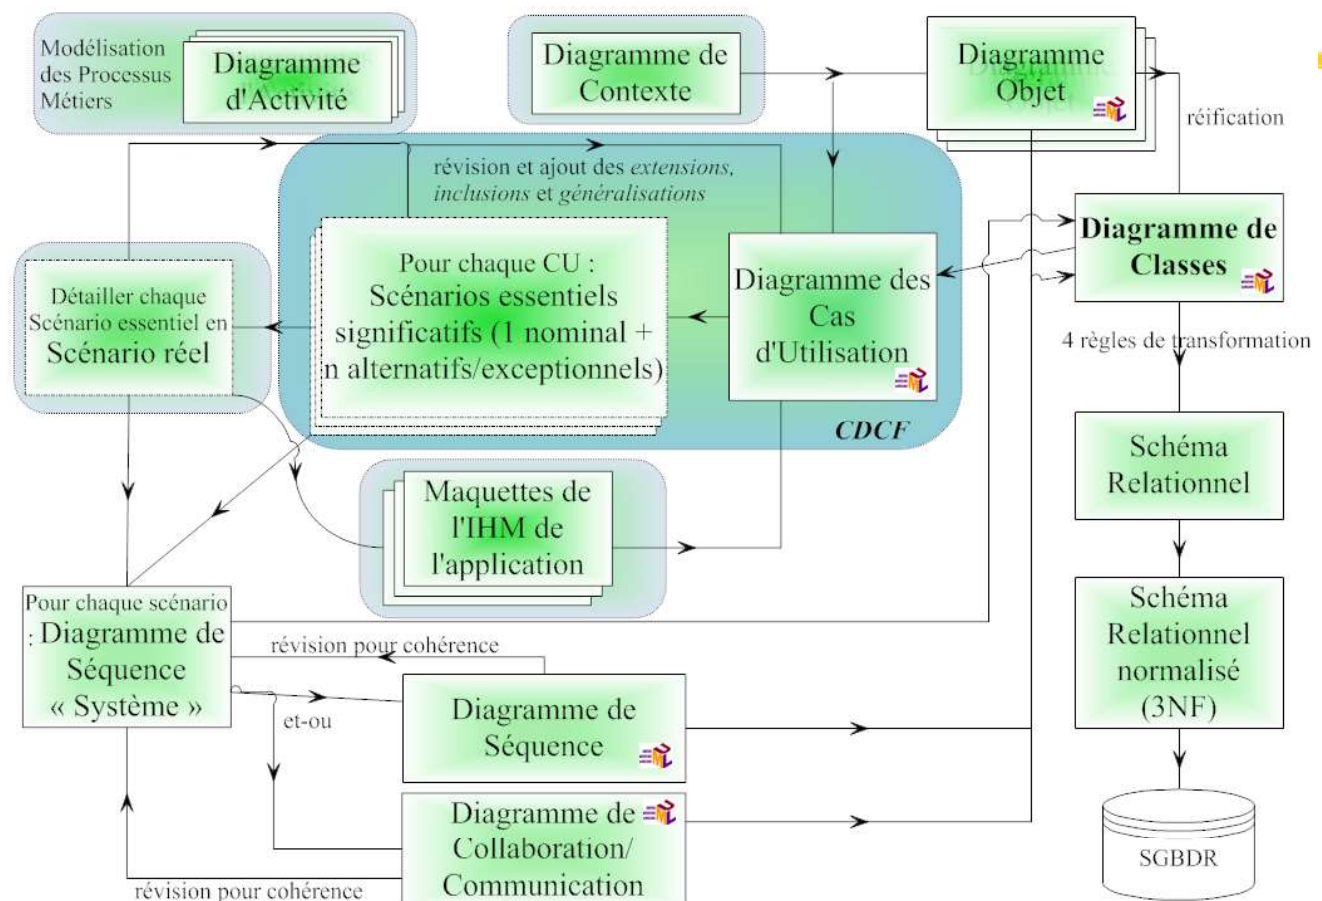 Modélisation
des Processus
Métiers
Diagramme
d'Activité
Diagramme de
Contexte
Diagramme
Objet
réification
révision et ajout des extensions,
inclusions et généralisations
Pour chaque CU :
Scénarios essentiels
significatifs (1 nominal +
n alternatifs/exceptionnels)
Diagramme des
Cas
d'Utilisation
CDCF
Diagramme de
Classes
Détailler chaque
Scénario essentiel en
Scénario réel
4 règles de transformation
Schéma
Relationnel
Maquettes de
l'IHM de
l'application
Schéma
Relationnel
normalisé
(3NF)
Pour chaque scénario
: Diagramme de
Séquence
« Système »
révision pour cohérence
et-ou
Diagramme de
Séquence
Diagramme de
Collaboration/
Communication
révision pour cohérence
SGBDR